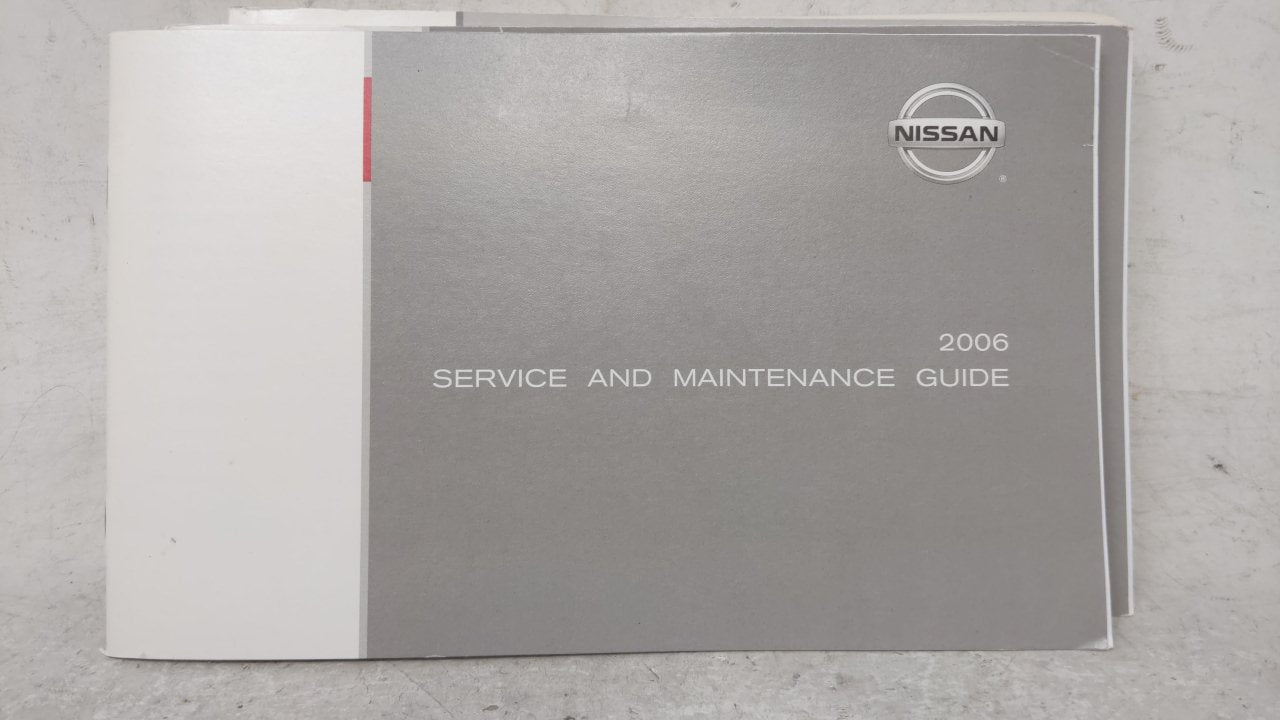 NISSAN
®
2006
SERVICE AND MAINTENANCE GUIDE